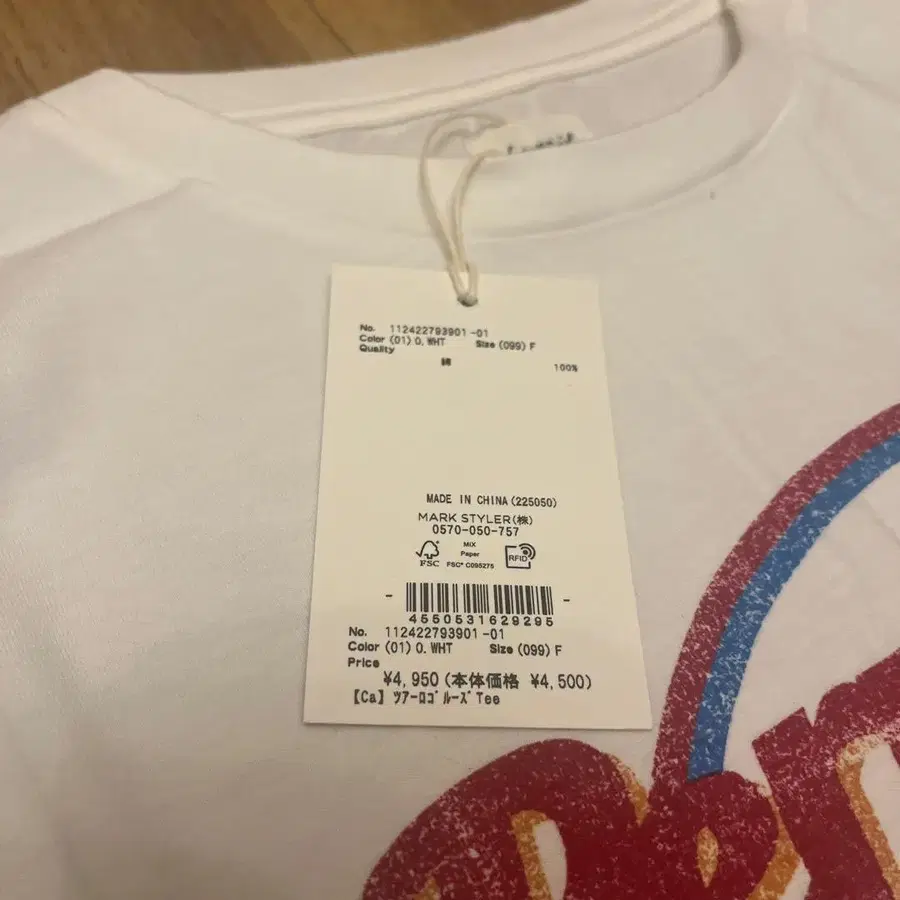 No. 112422793901-01
Color (01) O.WHT Size (099) F
Quality
綿 100%
MADE IN CHINA(225050)
MARK STYLER(株)
0570-050-757
FSC
MIX
Paper
FSC® C095275
RFID
4550531629295
No. 112422793901-01
Color (01) O.WHT Size (099) F
Price
¥4,950(本体価格 ¥4,500)
【Ca】ﾂｱｰﾛｺﾞﾙｰｽﾞTee